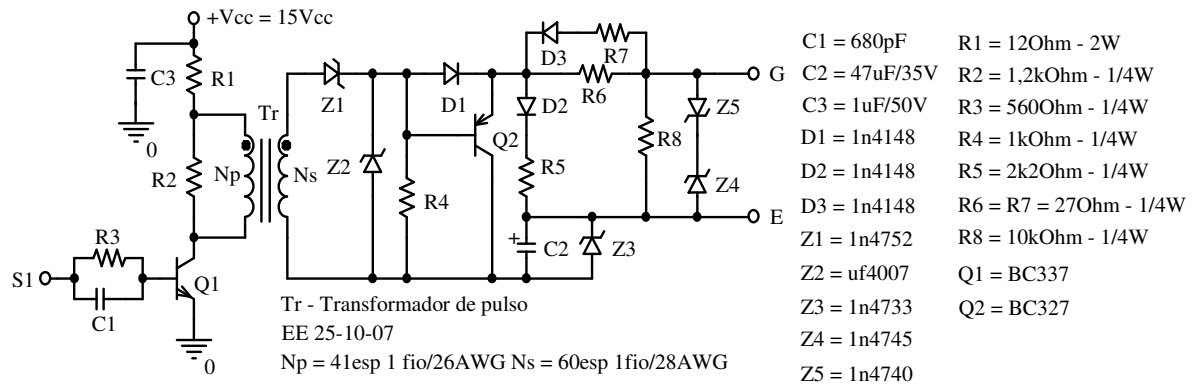 +Vcc = 15Vcc
C3
R1
0
Tr
R2
Np
Ns
R3
S1
C1
Q1
0
Z1
Z2
D1
R4
Q2
D3
R7
R6
D2
R5
R8
Z5
Z4
G
E
+
C2
Z3
Tr - Transformador de pulso
EE 25-10-07
Np = 41esp 1 fio/26AWG Ns = 60esp 1fio/28AWG
C1 = 680pF
C2 = 47uF/35V
C3 = 1uF/50V
D1 = 1n4148
D2 = 1n4148
D3 = 1n4148
Z1 = 1n4752
Z2 = uf4007
Z3 = 1n4733
Z4 = 1n4745
Z5 = 1n4740
R1 = 12Ohm - 2W
R2 = 1,2kOhm - 1/4W
R3 = 560Ohm - 1/4W
R4 = 1kOhm - 1/4W
R5 = 2k2Ohm - 1/4W
R6 = R7 = 27Ohm - 1/4W
R8 = 10kOhm - 1/4W
Q1 = BC337
Q2 = BC327